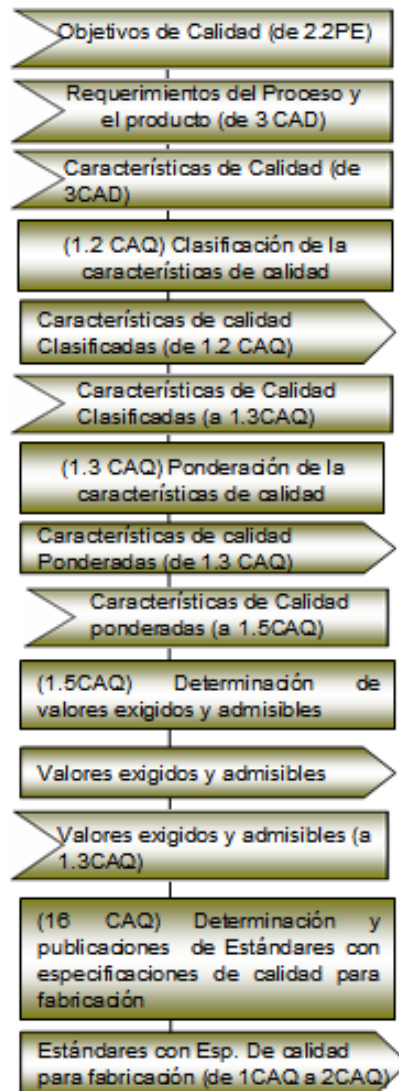 Objetivos de Calidad (de 2.2PE)
Requerimientos del Proceso y
el producto (de 3 CAD)
Características de Calidad (de
3CAD)
(1.2 CAQ) Clasificación de la
características de calidad
Características de calidad
Clasificadas (de 1.2 CAQ)
Características de Calidad
Clasificadas (a 1.3CAQ)
(1.3 CAQ) Ponderación de la
características de calidad
Características de calidad
Ponderadas (de 1.3 CAQ)
Características de Calidad
ponderadas (a 1.5CAQ)
(1.5CAQ) Determinación de
valores exigidos y admisibles
Valores exigidos y admisibles
Valores exigidos y admisibles (a
1.3CAQ)
(16 CAQ) Determinación y
publicaciones de Estándares con
especificaciones de calidad para
fabricación
Estándares con Esp. De calidad
para fabricación (de 1CAQ a 2CAQ)